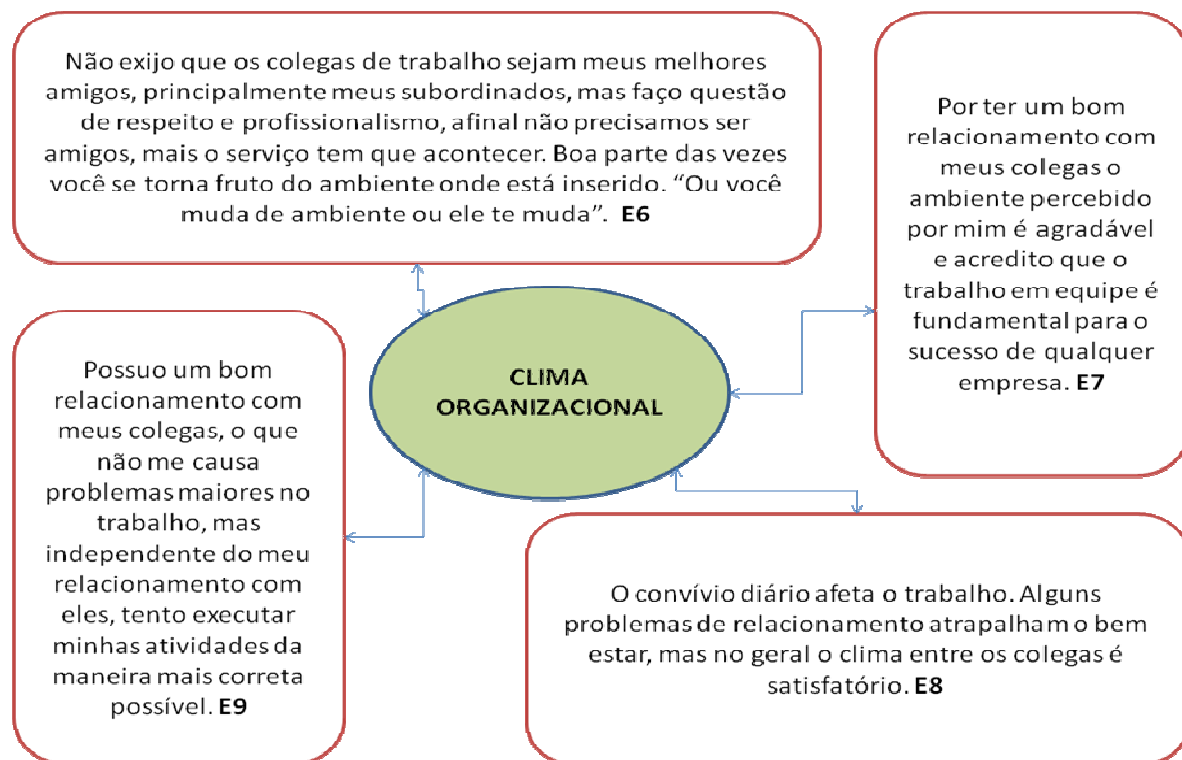 Não exijo que os colegas de trabalho sejam meus melhores
amigos, principalmente meus subordinados, mas faço questão
de respeito e profissionalismo, afinal não precisamos ser
amigos, mais o serviço tem que acontecer. Boa parte das vezes
você se torna fruto do ambiente onde está inserido. “Ou você
muda de ambiente ou ele te muda”. E6
Por ter um bom
relacionamento com
meus colegas o
ambiente percebido
por mim é agradável
e acredito que o
trabalho em equipe é
fundamental para o
sucesso de qualquer
empresa. E7
CLIMA
ORGANIZACIONAL
Possuo um bom
relacionamento com
meus colegas, o que
não me causa
problemas maiores no
trabalho, mas
independente do meu
relacionamento com
eles, tento executar
minhas atividades da
maneira mais correta
possível. E9
O convívio diário afeta o trabalho. Alguns
problemas de relacionamento atrapalham o bem
estar, mas no geral o clima entre os colegas é
satisfatório. E8